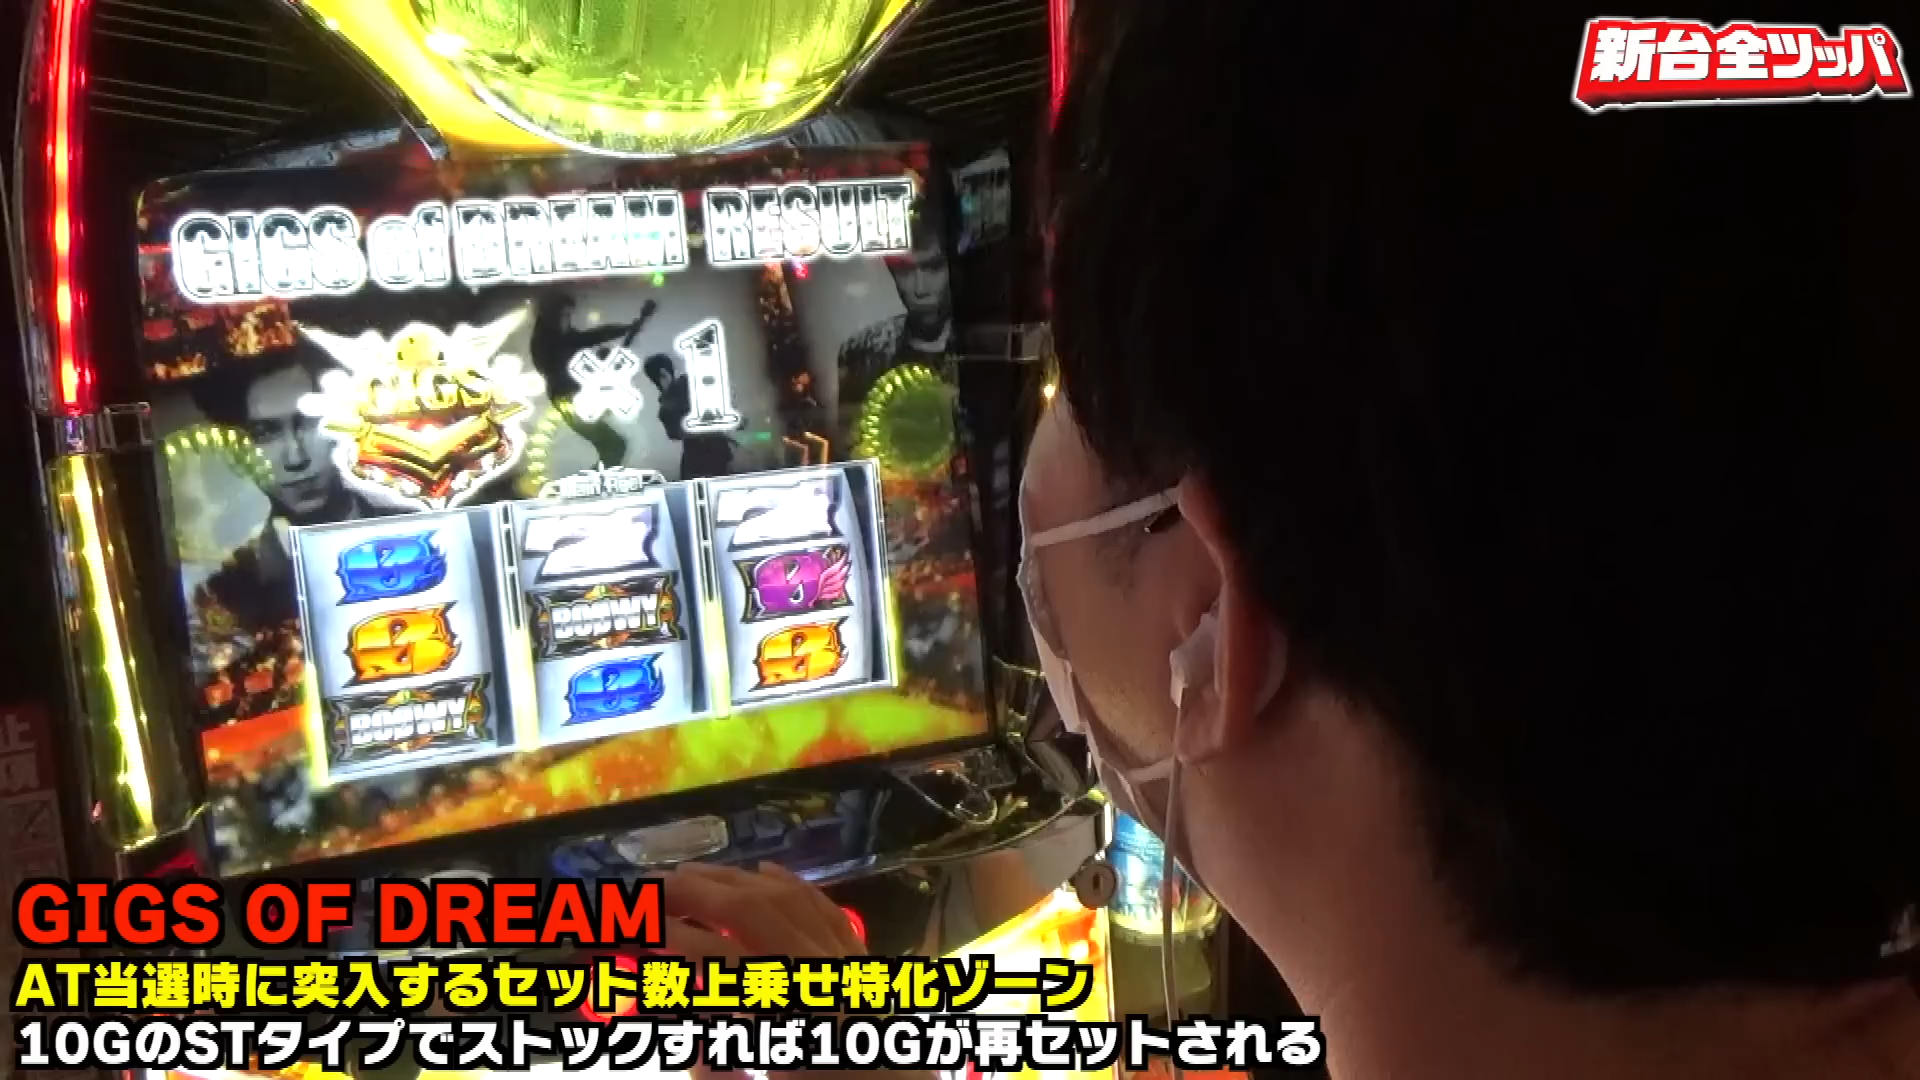 新台全ツッパ
GIGS of DREAM RESULT
GIGS × 1
Main Reel
BOØWY
BOØWY
GIGS OF DREAM
AT当選時に突入するセット数上乗せ特化ゾーン
10GのSTタイプでストックすれば10Gが再セットされる